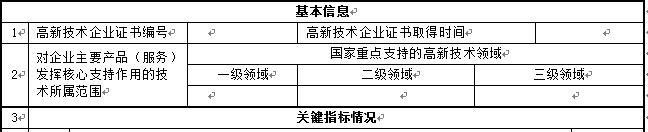 基本信息
1 高新技术企业证书编号 高新技术企业证书取得时间
2 对企业主要产品（服务）发挥核心支持作用的技术所属范围 国家重点支持的高新技术领域
一级领域 二级领域 三级领域
3 关键指标情况